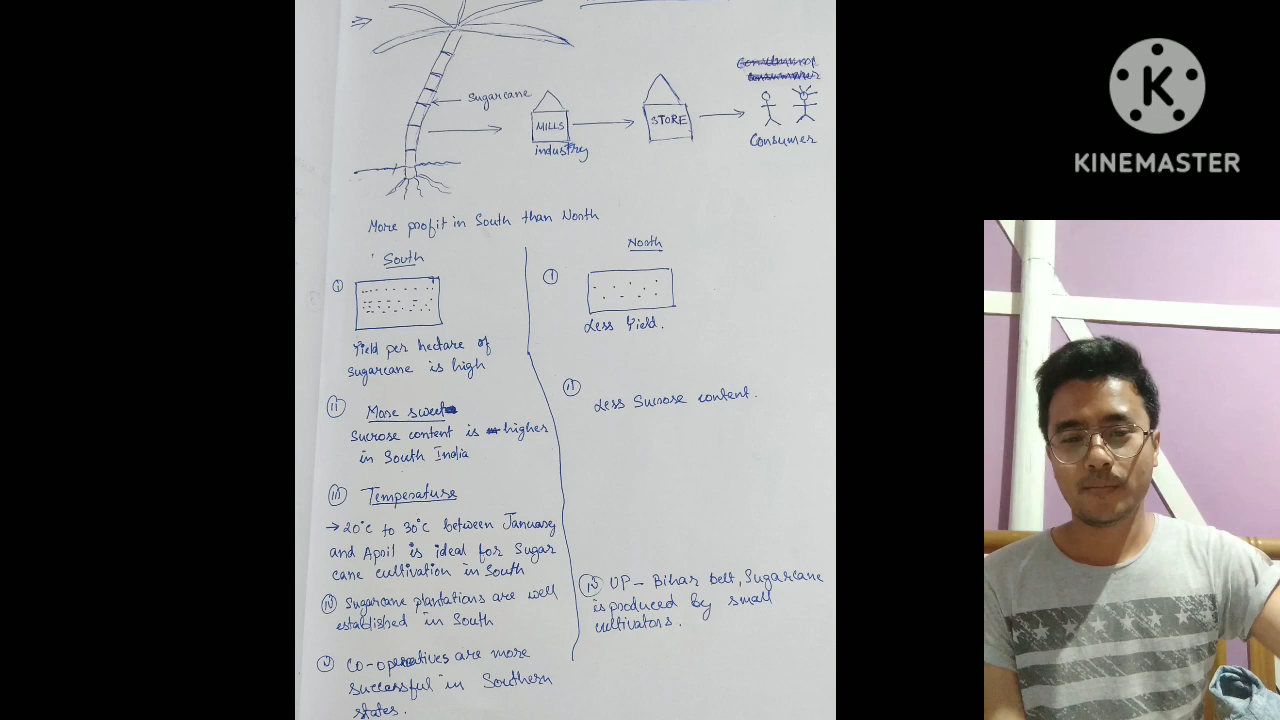 Sugarcane
MILLS
industry
STORE
Consumer
More profit in South than North
South
North
i
Yield per hectare of
sugarcane is high
i
Less Yield.
ii
More sweet
Sucrose content is higher
in South India
ii
Less Sucrose content.
iii Temperature
→ 20°C to 30°C between January
and April is ideal for Sugar
cane cultivation in South
iv Sugarcane plantations are well
established in South
iv UP - Bihar belt, Sugarcane
is produced by small
cultivators.
v Co-operatives are more
successful in Southern
states.
K
KINEMASTER